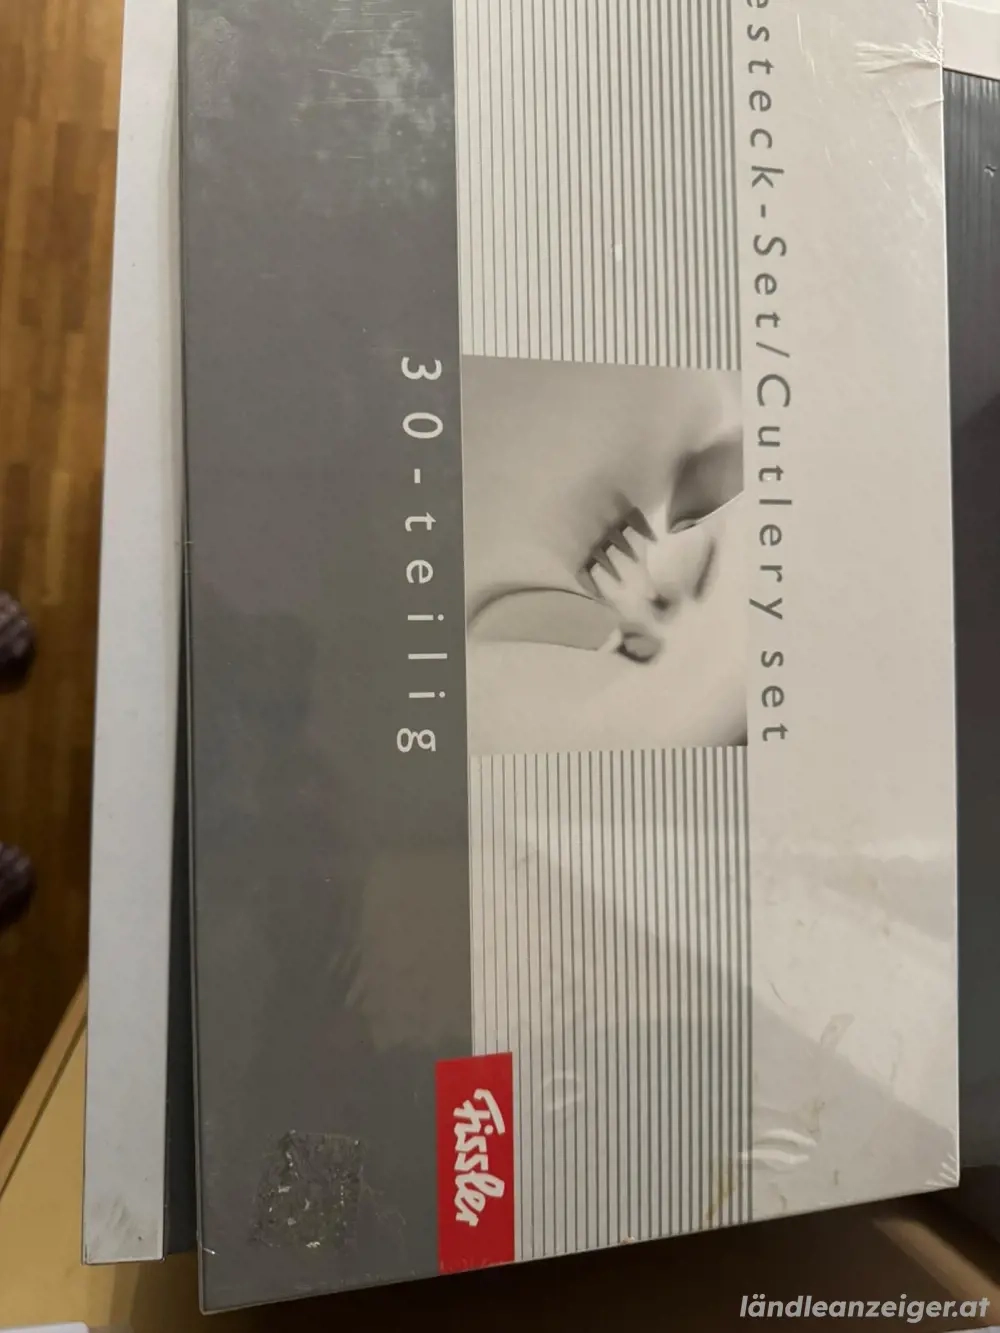 esteck-Set/Cutlery set
30-teilig
Fissler
ländleanzeiger.at